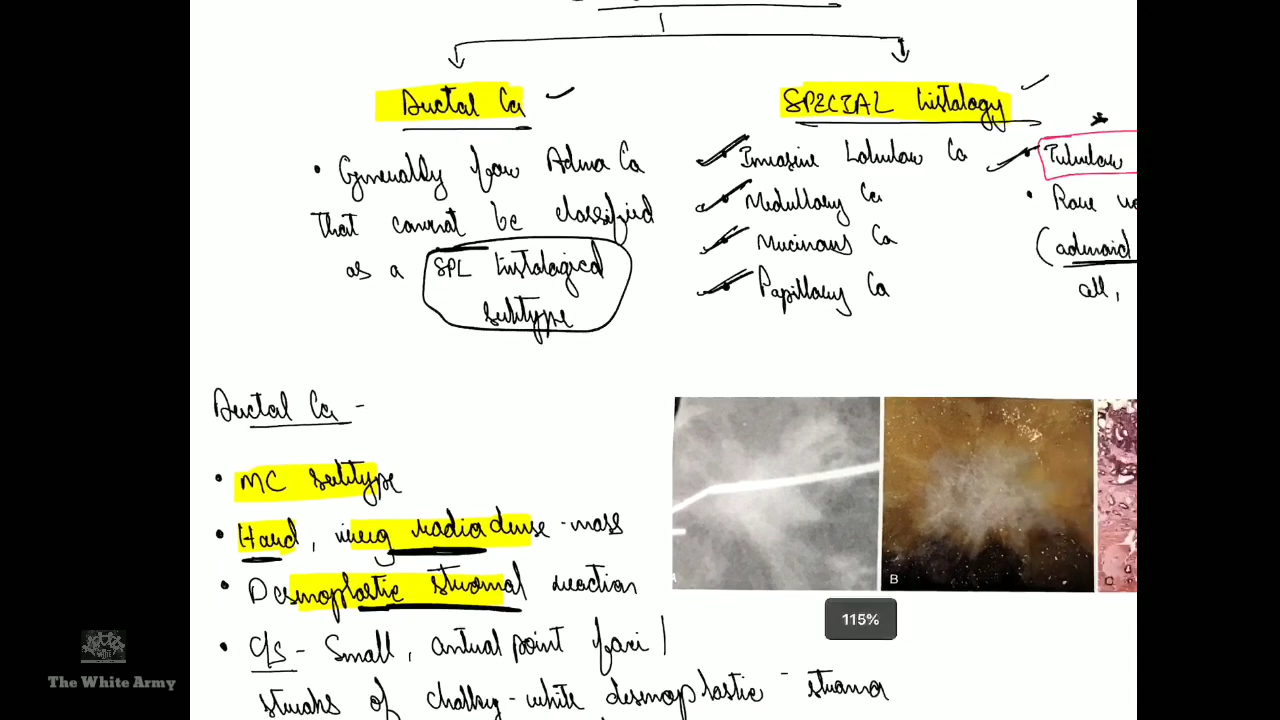 Ductal Ca
SPECIAL histology
• Generally for Adeno Ca
that cannot be classified
as a SPL histological
subtype
Invasive Lobular Ca
• Medullary Ca
Mucinous Ca
• Papillary Ca
• Tubular
• Rare
(adenoid
cell,
Ductal Ca -
• MC subtype
• Hard, irreg radiodense mass
• Desmoplastic stromal reaction
• C/S - Small, point foci /
streaks of chalky-white desmoplastic stroma
A
B
C
115%
The White Army